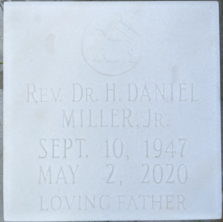 REV. DR. H. DANIEL
MILLER, JR.
SEPT. 10, 1947
MAY 2, 2020
LOVING FATHER